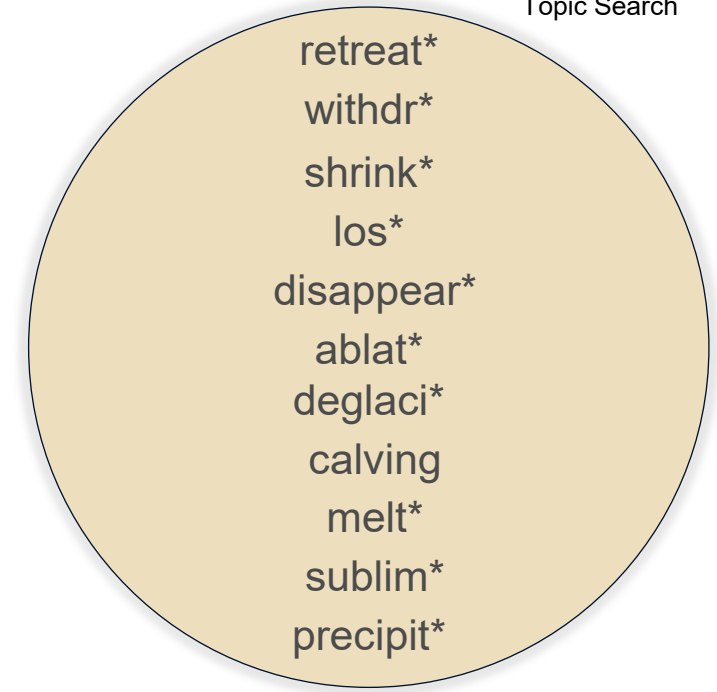 Topic Search
retreat*
withdr*
shrink*
los*
disappear*
ablat*
deglaci*
calving
melt*
sublim*
precipit*